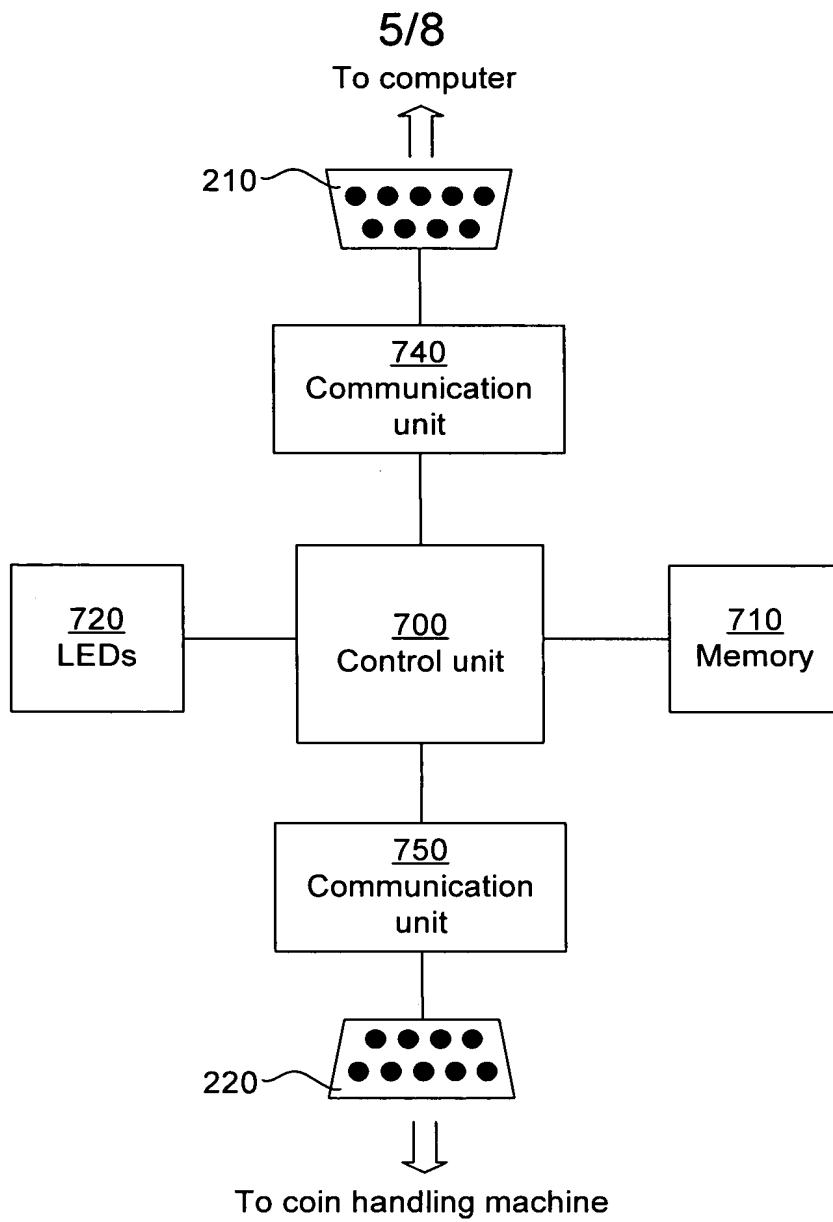 5/8
To computer
210
740
Communication
unit
720
LEDs
700
Control unit
710
Memory
750
Communication
unit
220
To coin handling machine